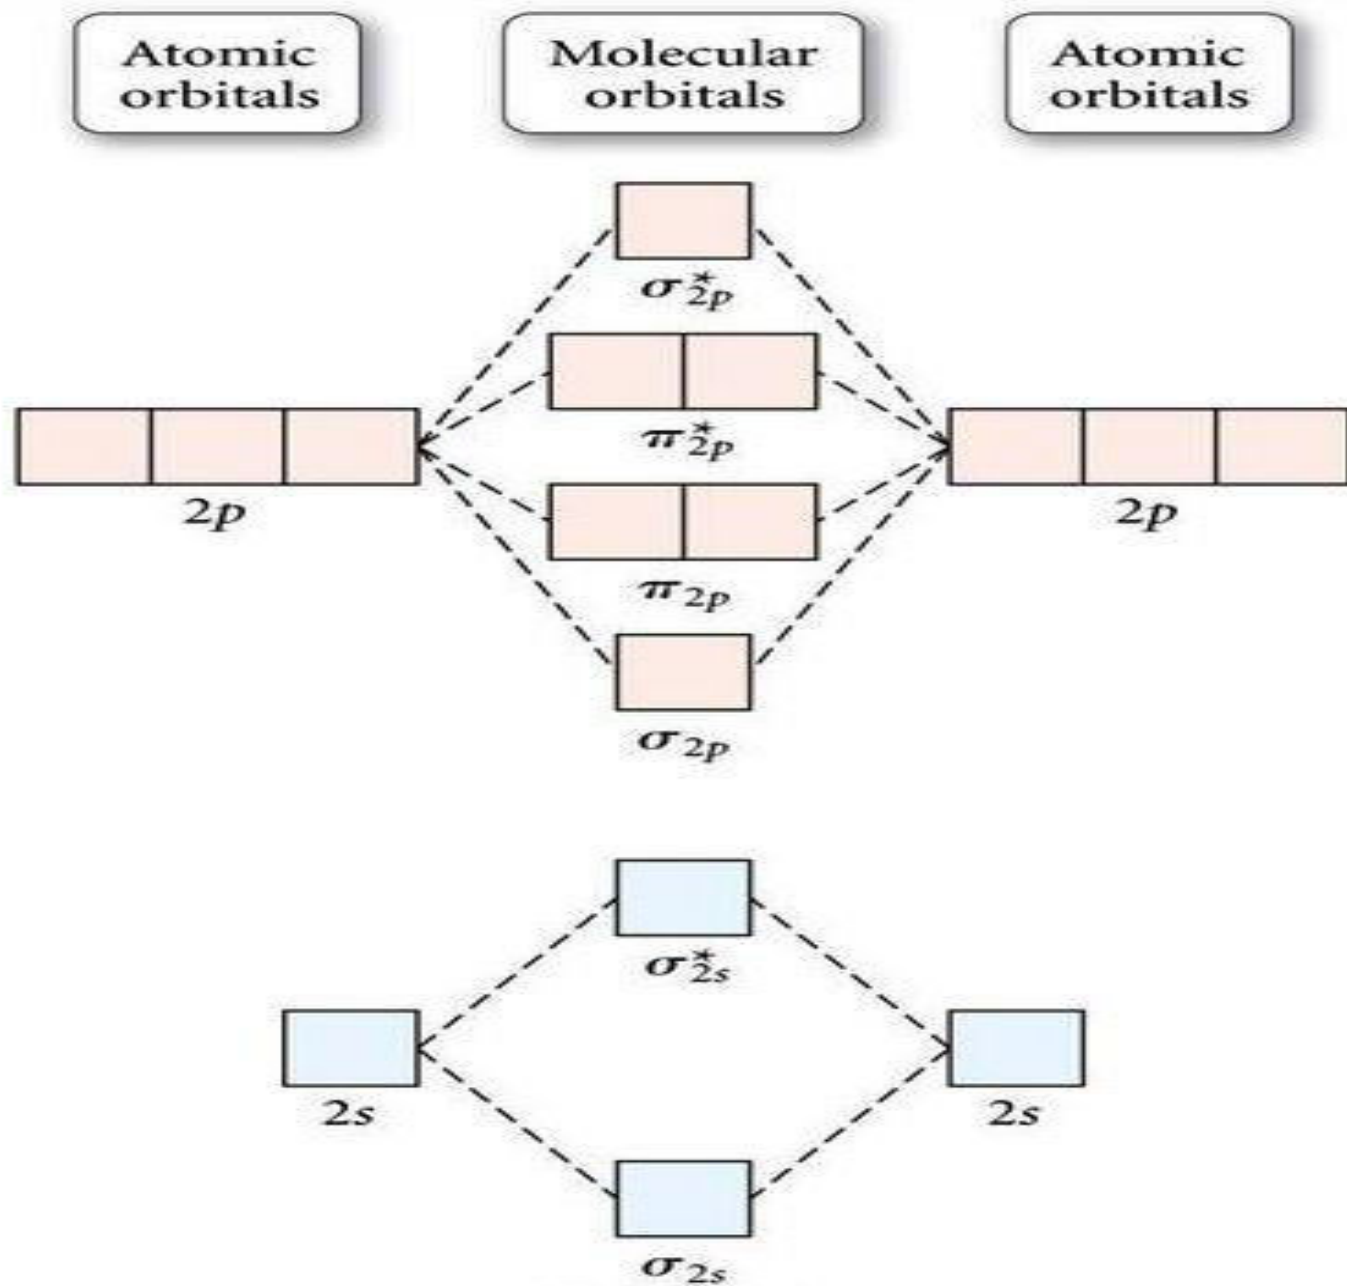 Atomic
orbitals
Molecular
orbitals
Atomic
orbitals
σ*2p
π*2p
2p
2p
π2p
σ2p
σ*2s
2s
2s
σ2s